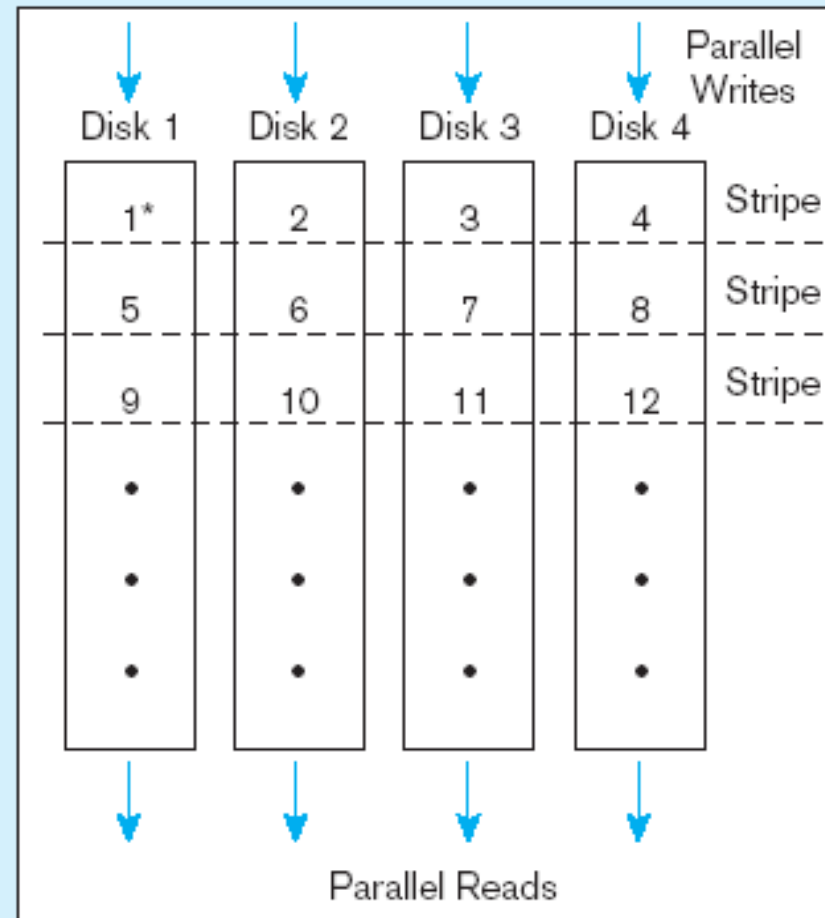 Parallel
Writes
Disk 1 Disk 2 Disk 3 Disk 4
1* 2 3 4 Stripe
5 6 7 8 Stripe
9 10 11 12 Stripe
Parallel Reads